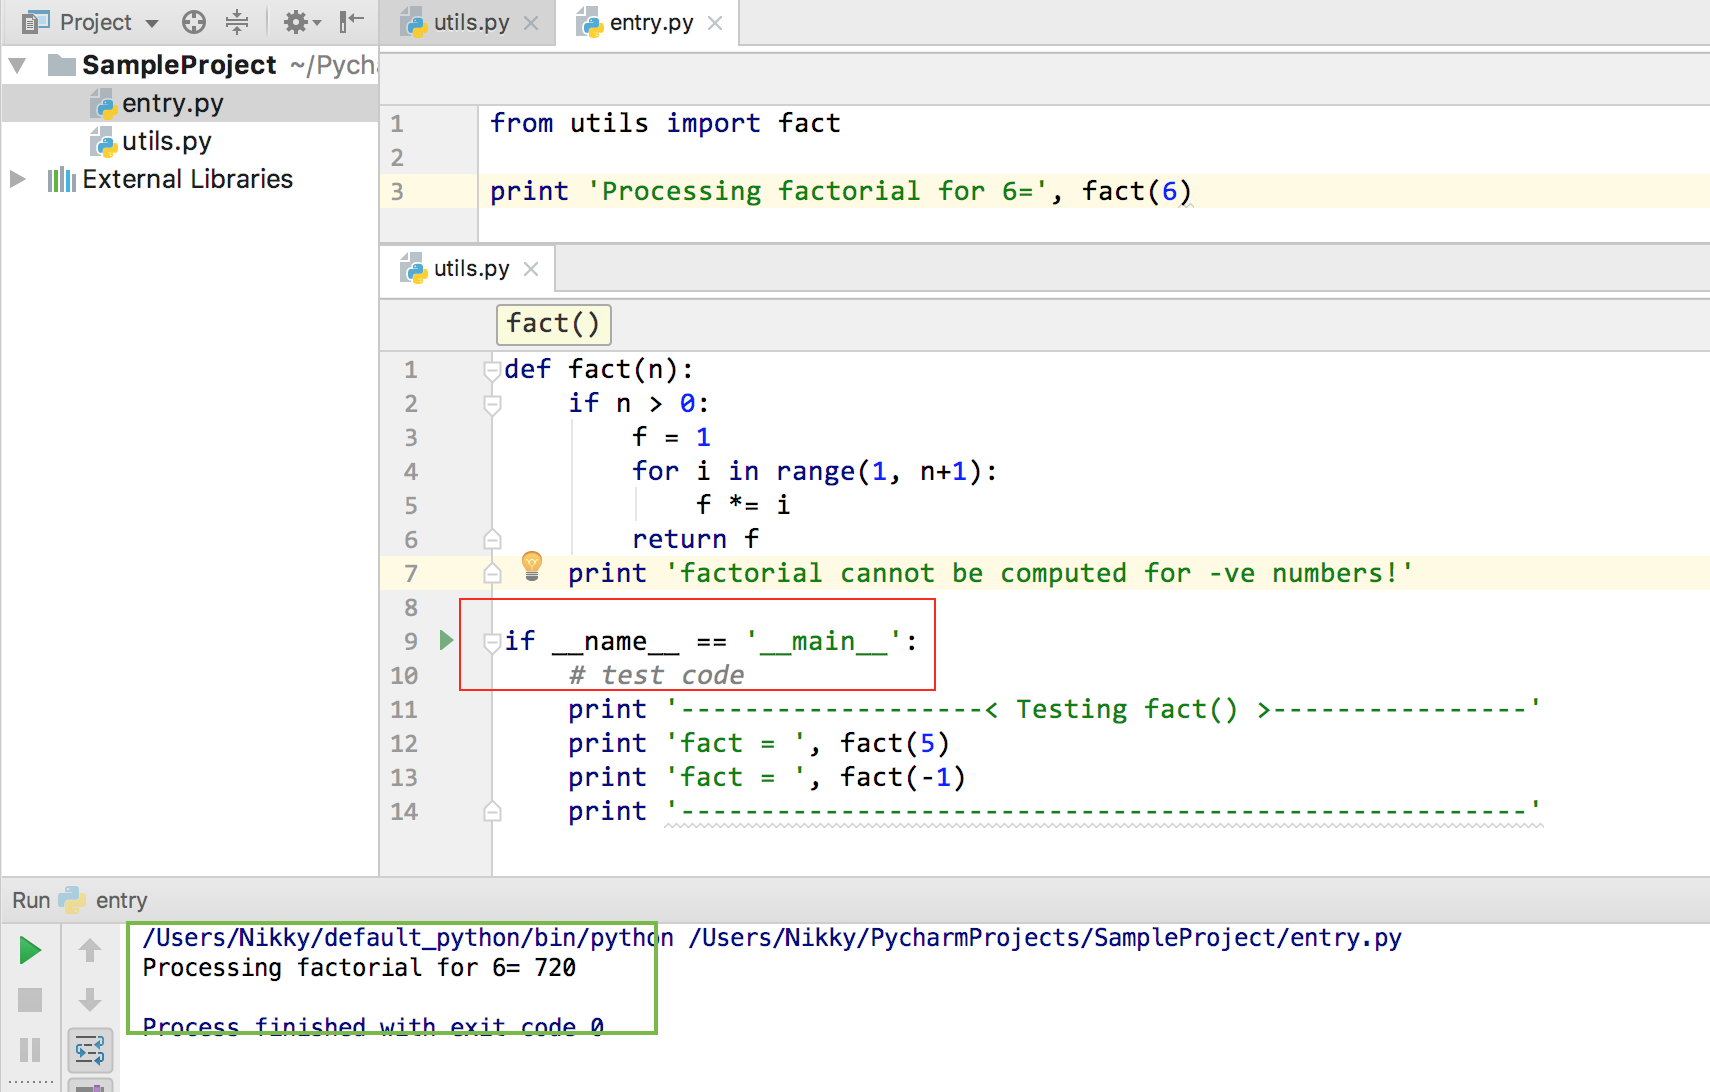 Project
utils.py
entry.py
SampleProject ~/Pych
entry.py
utils.py
External Libraries
1 from utils import fact
2
3 print 'Processing factorial for 6=', fact(6)
utils.py
fact()
1 def fact(n):
2 if n > 0:
3 f = 1
4 for i in range(1, n+1):
5 f *= i
6 return f
7 print 'factorial cannot be computed for -ve numbers!'
8
9 if __name__ == '__main__':
10 # test code
11 print '-------------------< Testing fact() >----------------'
12 print 'fact = ', fact(5)
13 print 'fact = ', fact(-1)
14 print '-----------------------------------------------------'
Run entry
/Users/Nikky/default_python/bin/python /Users/Nikky/PycharmProjects/SampleProject/entry.py
Processing factorial for 6= 720
Process finished with exit code 0